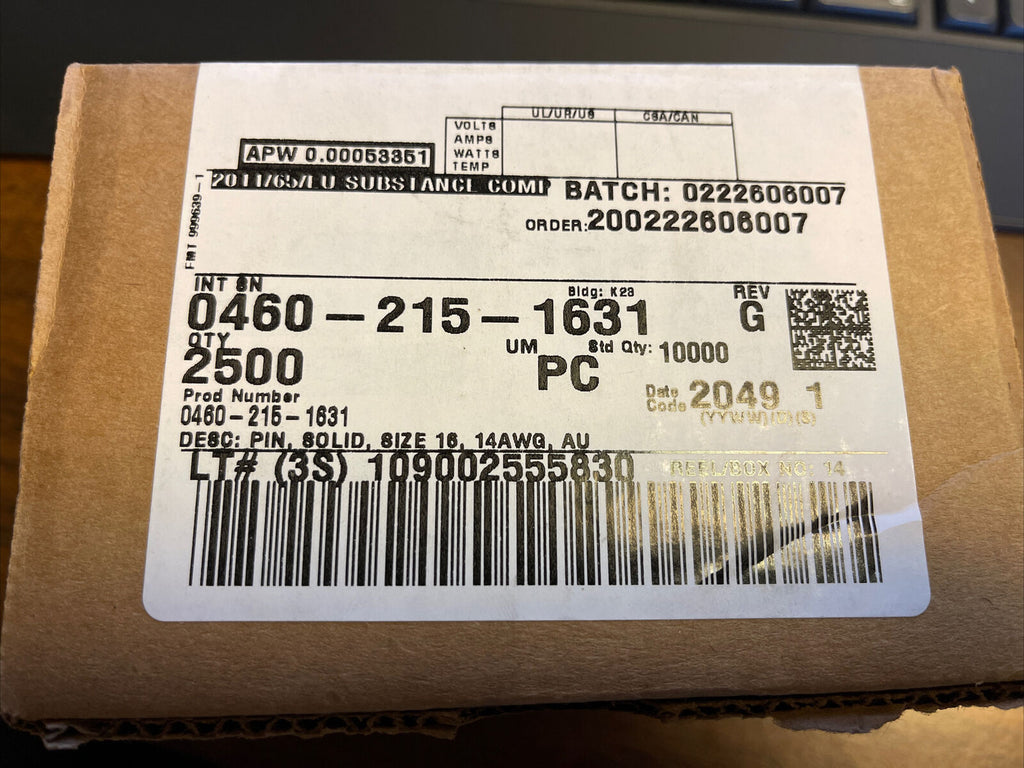 UL/UR/US CSA/CAN
VOLTS
AMPS
WATTS
TEMP
APW 0.00053351
2011/65/EU SUBSTANCE COMP
BATCH: 0222606007
ORDER:200222606007
FMT 999639-1
INT SN
Bldg: K23
REV
0460-215-1631 G
QTY
2500
UM
PC
Std Qty: 10000
Prod Number
0460-215-1631
Date
Code 2049 1
DESC: PIN, SOLID, SIZE 16, 14AWG, AU
LT# (3S) 109002555830 REEL/BOX NO: 14